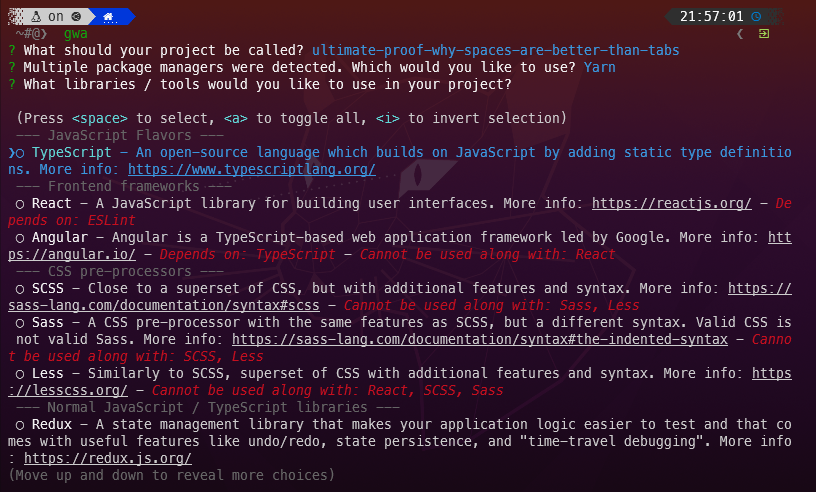 on 21:57:01
~#@❯ gwa ❮
? What should your project be called? ultimate-proof-why-spaces-are-better-than-tabs
? Multiple package managers were detected. Which would you like to use? Yarn
? What libraries / tools would you like to use in your project?
(Press <space> to select, <a> to toggle all, <i> to invert selection)
--- JavaScript Flavors ---
❯○ TypeScript - An open-source language which builds on JavaScript by adding static type definitio
ns. More info: https://www.typescriptlang.org/
--- Frontend frameworks ---
○ React - A JavaScript library for building user interfaces. More info: https://reactjs.org/ - De
pends on: ESLint
○ Angular - Angular is a TypeScript-based web application framework led by Google. More info: htt
ps://angular.io/ - Depends on: TypeScript - Cannot be used along with: React
--- CSS pre-processors ---
○ SCSS - Close to a superset of CSS, but with additional features and syntax. More info: https://
sass-lang.com/documentation/syntax#scss - Cannot be used along with: Sass, Less
○ Sass - A CSS pre-processor with the same features as SCSS, but a different syntax. Valid CSS is
not valid Sass. More info: https://sass-lang.com/documentation/syntax#the-indented-syntax - Canno
t be used along with: SCSS, Less
○ Less - Similarly to SCSS, superset of CSS with additional features and syntax. More info: https
://lesscss.org/ - Cannot be used along with: React, SCSS, Sass
--- Normal JavaScript / TypeScript libraries ---
○ Redux - A state management library that makes your application logic easier to test and that co
mes with useful features like undo/redo, state persistence, and "time-travel debugging". More info
: https://redux.js.org/
(Move up and down to reveal more choices)